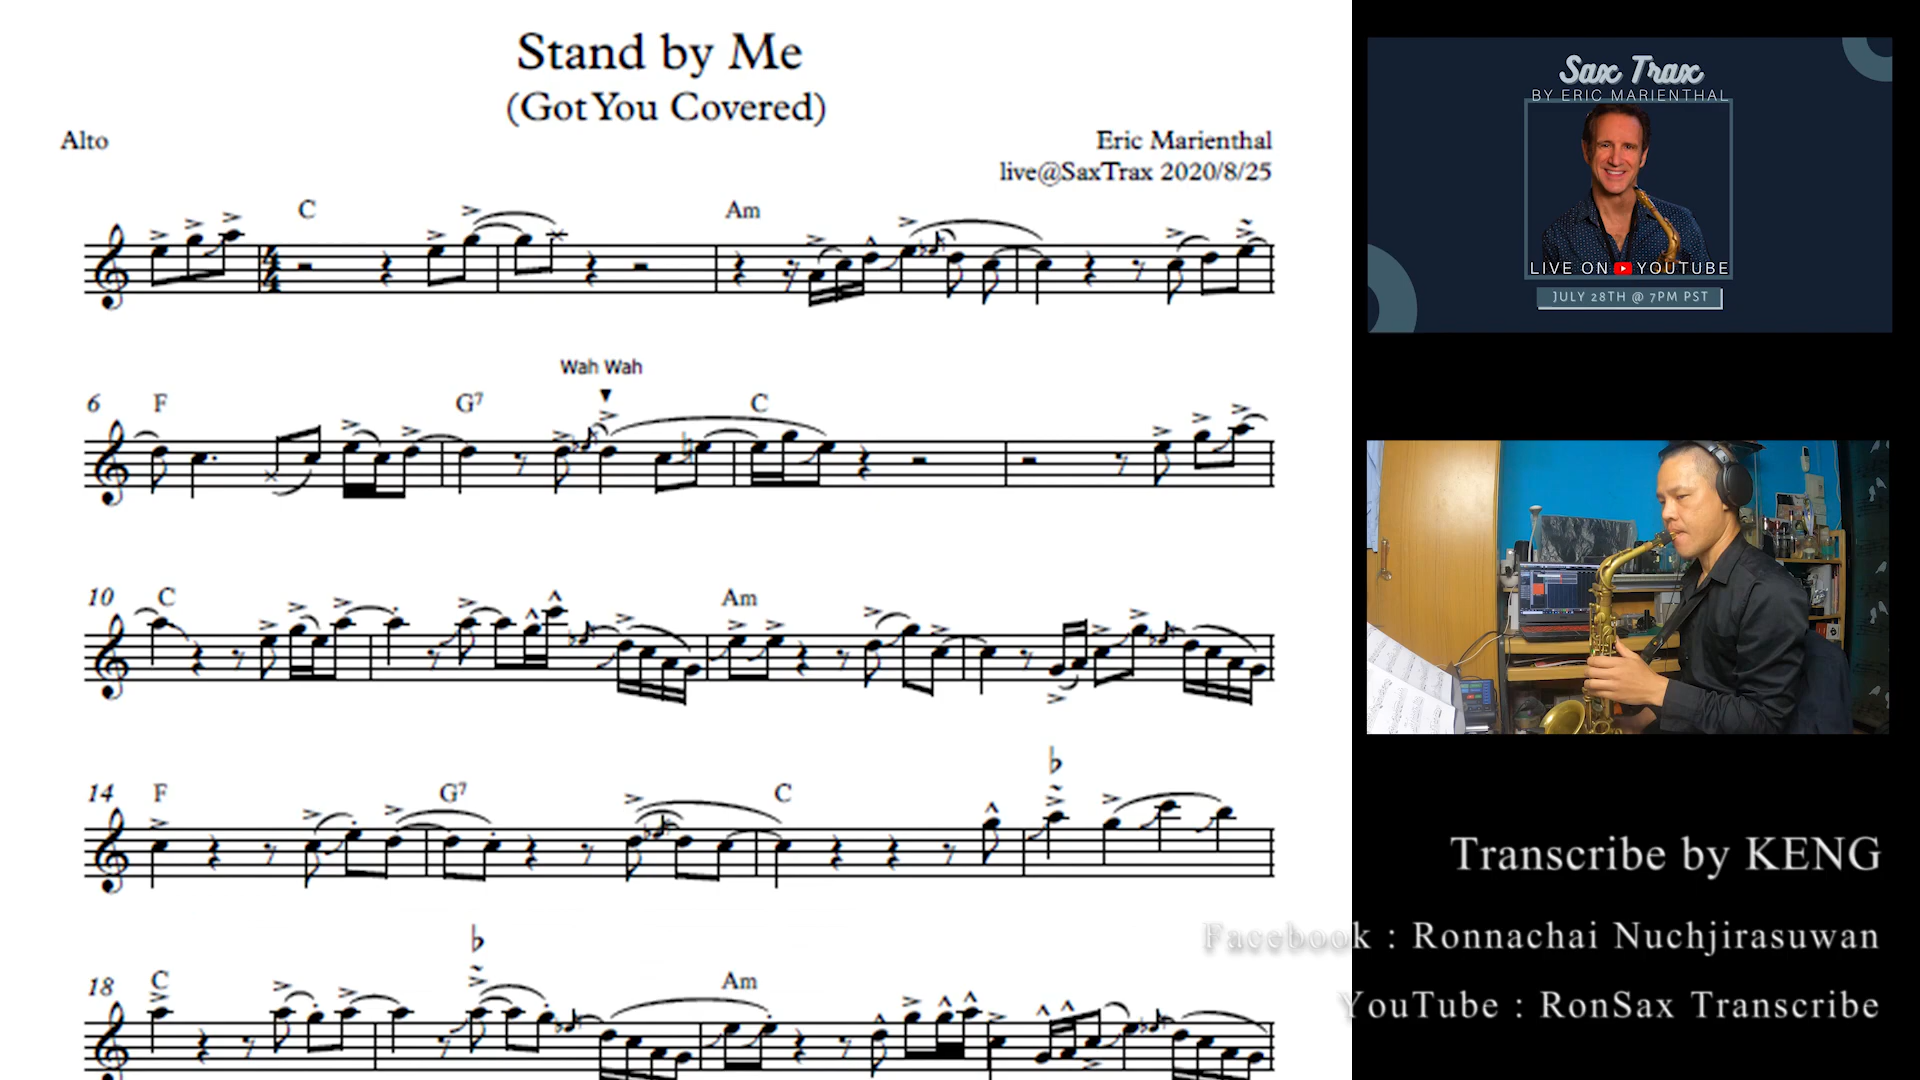 Stand by Me
(Got You Covered)
Alto
Eric Marienthal
live@SaxTrax 2020/8/25
C Am
Wah Wah
6 F G7 C
10 C Am
14 F G7 C
18 C Am
Sax Trax
BY ERIC MARIENTHAL
LIVE ON YOUTUBE
JULY 28TH @ 7PM PST
Transcribe by KENG
Facebook : Ronnachai Nuchjirasuwan
YouTube : RonSax Transcribe